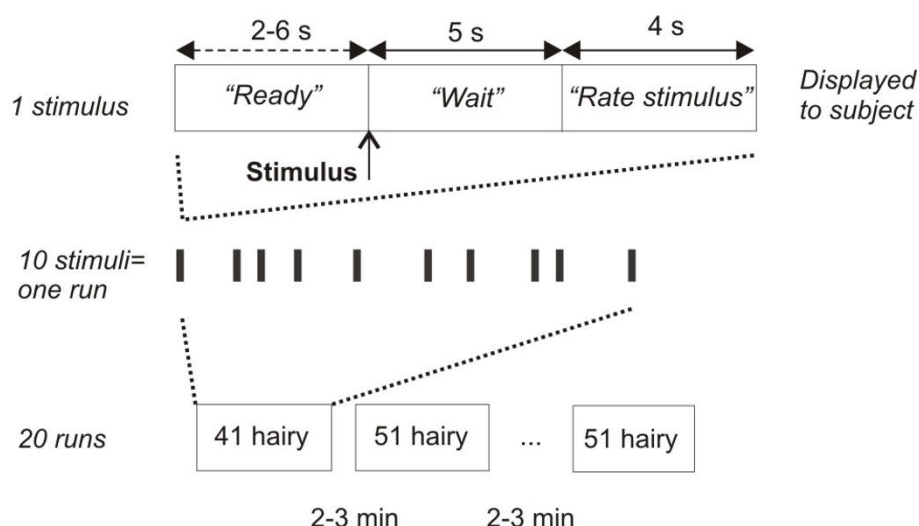 2-6 s 5 s 4 s
1 stimulus “Ready” “Wait” “Rate stimulus” Displayed
to subject
Stimulus
10 stimuli=
one run
20 runs 41 hairy 51 hairy ... 51 hairy
2-3 min 2-3 min